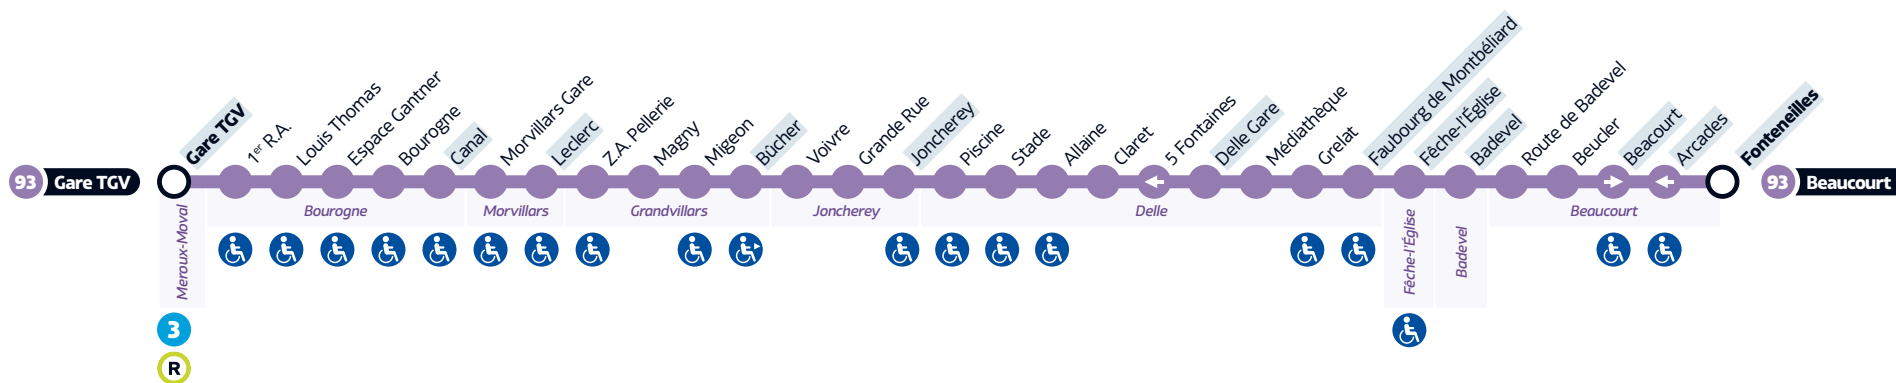 93 Gare TGV
Gare TGV
1er R.A.
Louis Thomas
Espace Gantner
Bourogne
Canal
Morvillars Gare
Leclerc
Z.A. Pellerie
Magny
Migeon
Bûcher
Voivre
Grande Rue
Joncherey
Piscine
Stade
Allaine
Claret
5 Fontaines
Delle Gare
Médiathèque
Grelat
Faubourg de Montbéliard
Fêche-l'Église
Badevel
Route de Badevel
Beucler
Beacourt
Arcades
Fonteneilles
93 Beaucourt
Meroux-Moval
Bourogne
Morvillars
Grandvillars
Joncherey
Delle
Fêche-l'Église
Badevel
Beaucourt
3
R